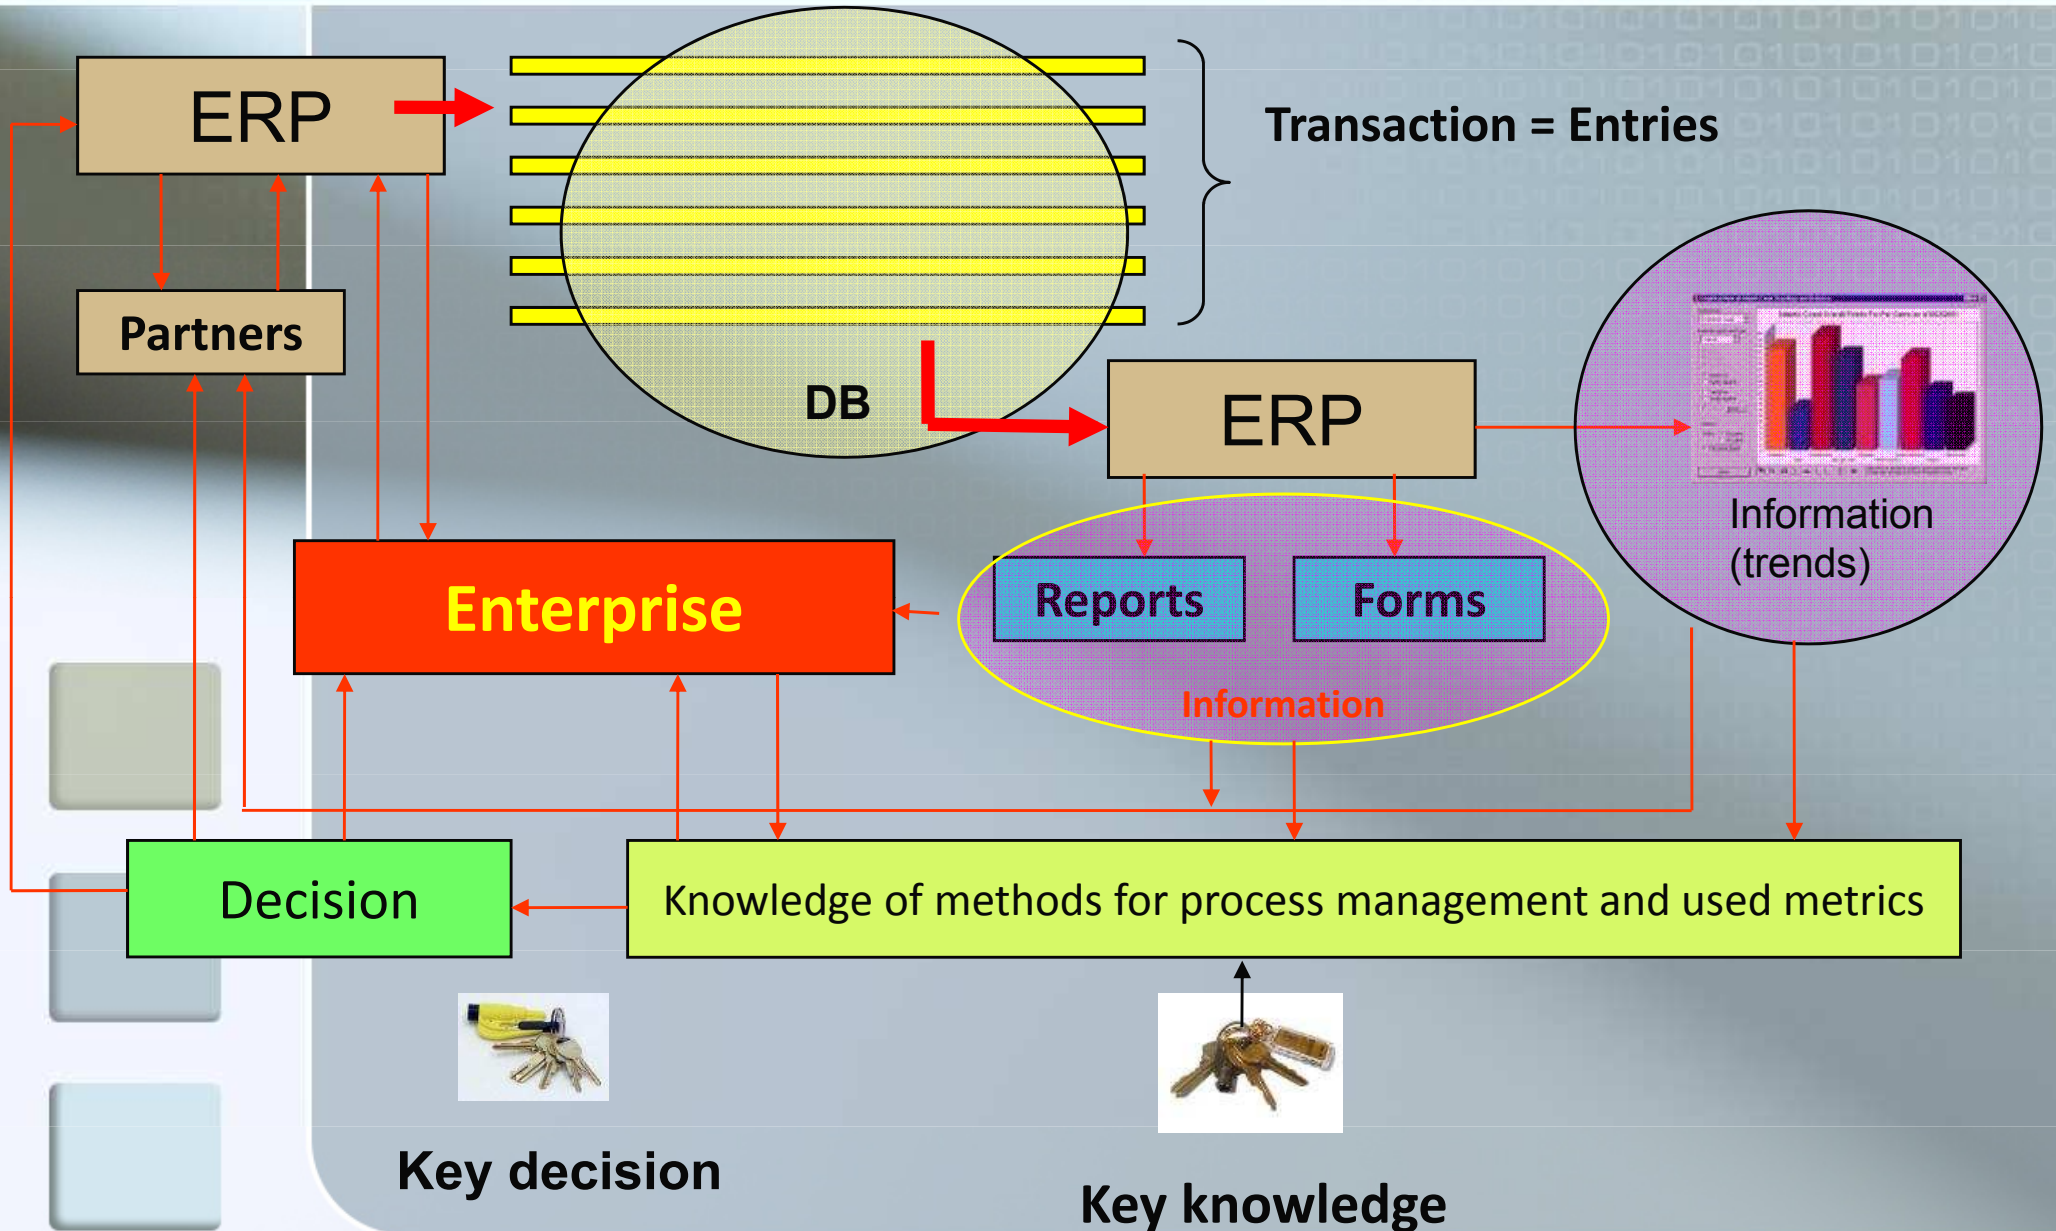 ERP
Transaction = Entries
Partners
DB
ERP
Information
(trends)
Enterprise
Reports
Forms
Information
Decision
Knowledge of methods for process management and used metrics
Key decision
Key knowledge